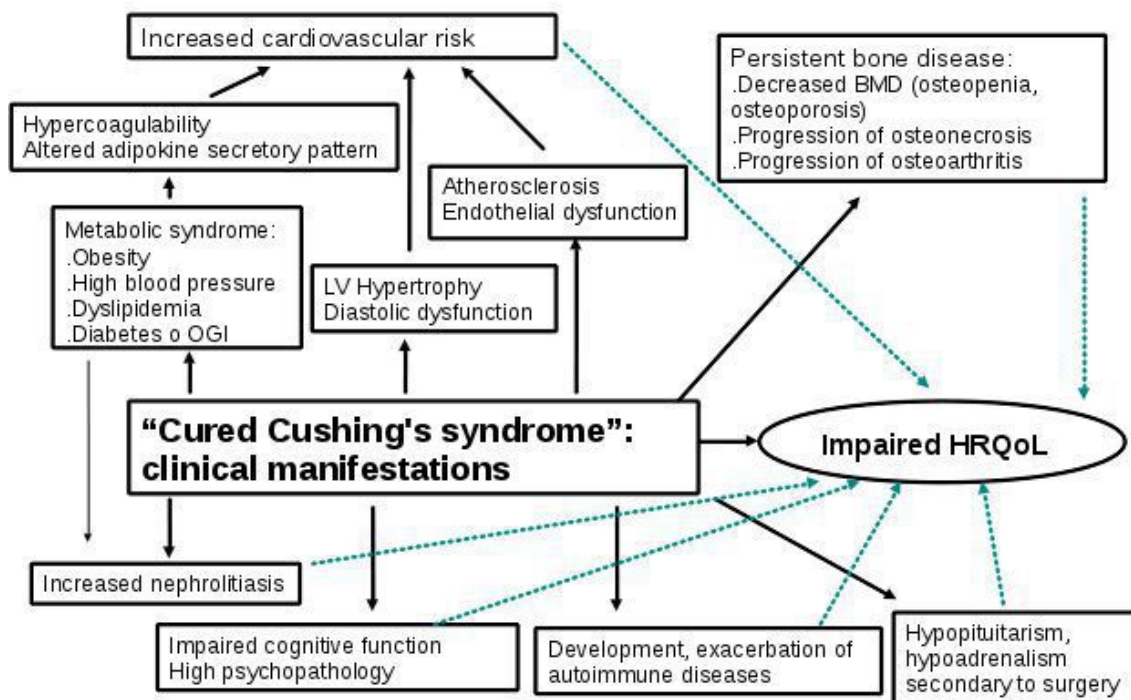 Increased cardiovascular risk
Persistent bone disease:
.Decreased BMD (osteopenia,
osteoporosis)
.Progression of osteonecrosis
.Progression of osteoarthritis
Hypercoagulability
Altered adipokine secretory pattern
Atherosclerosis
Endothelial dysfunction
Metabolic syndrome:
.Obesity
.High blood pressure
.Dyslipidemia
.Diabetes o OGI
LV Hypertrophy
Diastolic dysfunction
“Cured Cushing's syndrome”:
clinical manifestations
Impaired HRQoL
Increased nephrolitiasis
Impaired cognitive function
High psychopathology
Development, exacerbation of
autoimmune diseases
Hypopituitarism,
hypoadrenalism
secondary to surgery